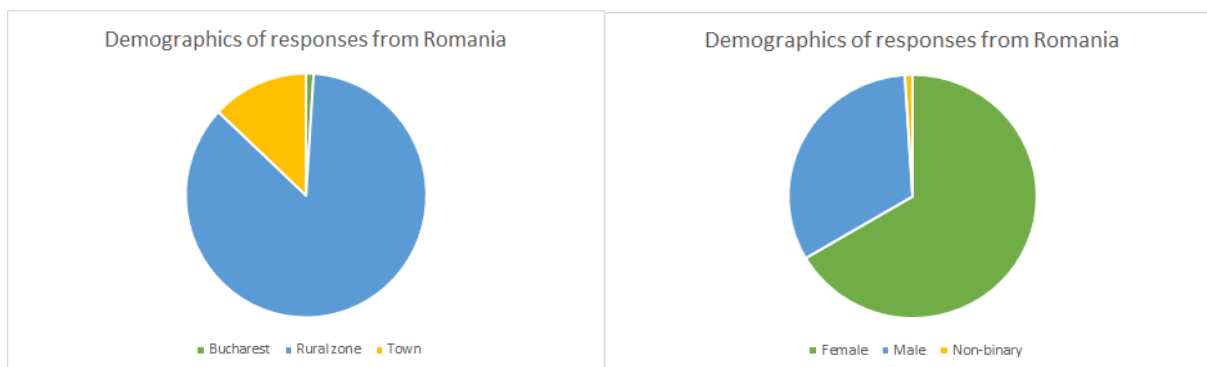 Demographics of responses from Romania
Bucharest Rural zone Town
Demographics of responses from Romania
Female Male Non-binary